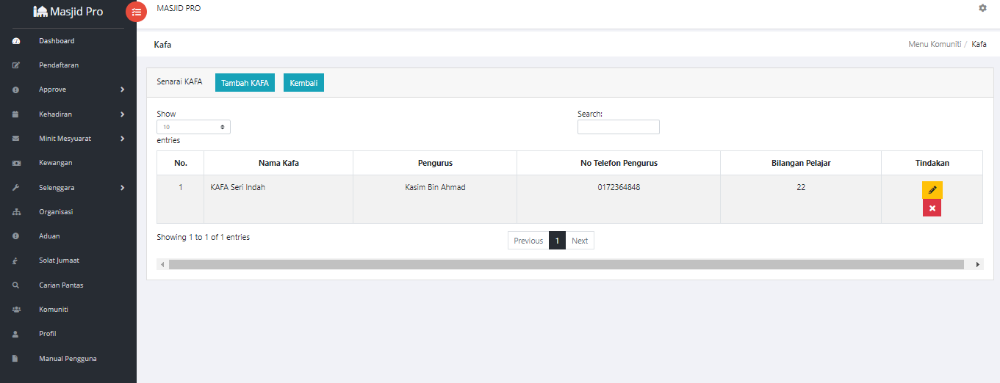 Masjid Pro
MASJID PRO
Dashboard
Pendaftaran
Approve
Kehadiran
Minit Mesyuarat
Kewangan
Selenggara
Organisasi
Aduan
Solat Jumaat
Carian Pantas
Komuniti
Profil
Manual Pengguna
Kafa
Menu Komuniti / Kafa
Senarai KAFA Tambah KAFA Kembali
Show Search:
10
entries
No. Nama Kafa Pengurus No Telefon Pengurus Bilangan Pelajar Tindakan
1 KAFA Seri Indah Kasim Bin Ahmad 0172364848 22
Showing 1 to 1 of 1 entries Previous 1 Next